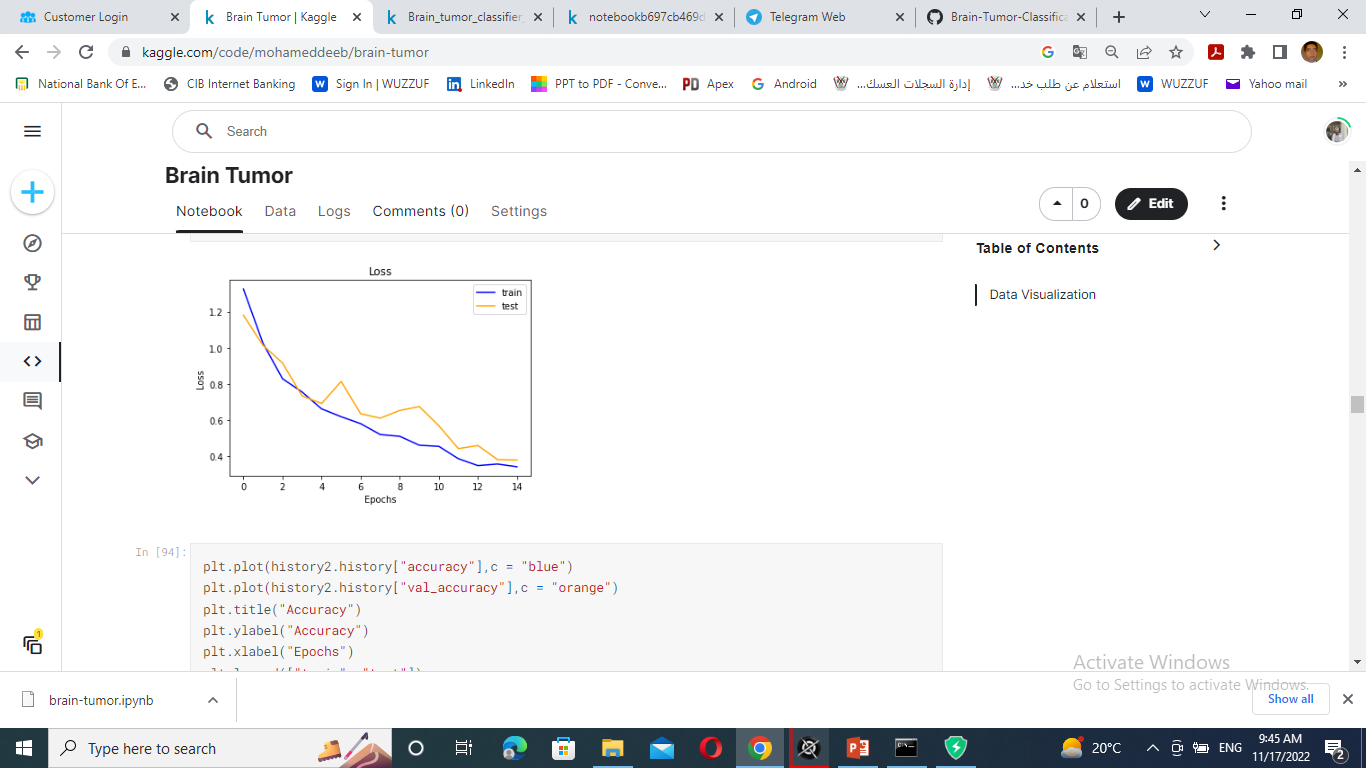 Customer Login
Brain Tumor | Kaggle
Brain_tumor_classifier_
notebookb697cb469d
Telegram Web
Brain-Tumor-Classifica
kaggle.com/code/mohameddeeb/brain-tumor
National Bank Of E...
CIB Internet Banking
Sign In | WUZZUF
LinkedIn
PPT to PDF - Conve...
Apex
Android
إدارة السجلات العسك...
استعلام عن طلب خد...
WUZZUF
Yahoo mail
Search
Brain Tumor
Notebook
Data
Logs
Comments (0)
Settings
0
Edit
Table of Contents
Data Visualization
Loss
train
test
1.2
1.0
0.8
0.6
0.4
Loss
0 2 4 6 8 10 12 14
Epochs
In [94]:
plt.plot(history2.history["accuracy"],c = "blue")
plt.plot(history2.history["val_accuracy"],c = "orange")
plt.title("Accuracy")
plt.ylabel("Accuracy")
plt.xlabel("Epochs")
1
Activate Windows
Go to Settings to activate Windows.
brain-tumor.ipynb
Show all
Type here to search
20°C
ENG
9:45 AM
11/17/2022
2